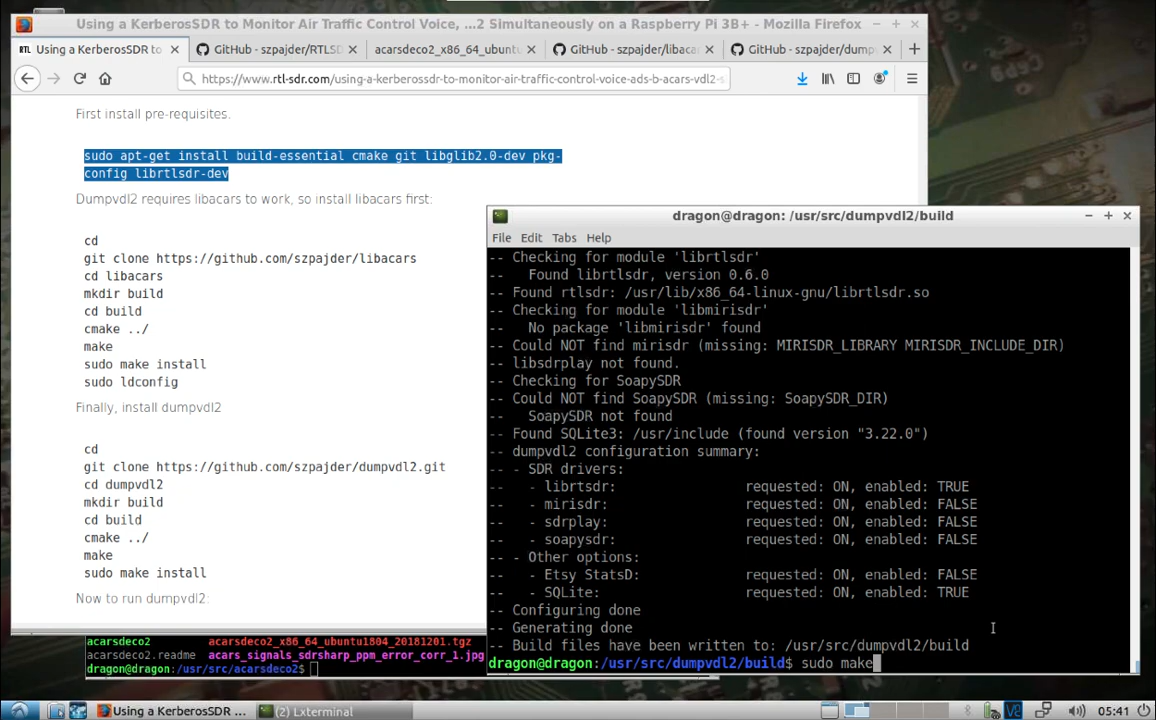 Using a KerberosSDR to Monitor Air Traffic Control Voice, ...2 Simultaneously on a Raspberry Pi 3B+ - Mozilla Firefox
RTL Using a KerberosSDR to
GitHub - szpajder/RTLSD
acarsdeco2_x86_64_ubuntu
GitHub - szpajder/libacar
GitHub - szpajder/dump
https://www.rtl-sdr.com/using-a-kerberossdr-to-monitor-air-traffic-control-voice-ads-b-acars-vdl2-s
First install pre-requisites.
sudo apt-get install build-essential cmake git libglib2.0-dev pkg-
config librtlsdr-dev
Dumpvdl2 requires libacars to work, so install libacars first:
cd
git clone https://github.com/szpajder/libacars
cd libacars
mkdir build
cd build
cmake ../
make
sudo make install
sudo ldconfig
Finally, install dumpvdl2
cd
git clone https://github.com/szpajder/dumpvdl2.git
cd dumpvdl2
mkdir build
cd build
cmake ../
make
sudo make install
Now to run dumpvdl2:
dragon@dragon: /usr/src/dumpvdl2/build
File Edit Tabs Help
-- Checking for module 'librtlsdr'
--   Found librtlsdr, version 0.6.0
-- Found rtlsdr: /usr/lib/x86_64-linux-gnu/librtlsdr.so
-- Checking for module 'libmirisdr'
--   No package 'libmirisdr' found
-- Could NOT find mirisdr (missing: MIRISDR_LIBRARY MIRISDR_INCLUDE_DIR)
-- libsdrplay not found.
-- Checking for SoapySDR
-- Could NOT find SoapySDR (missing: SoapySDR_DIR)
--   SoapySDR not found
-- Found SQLite3: /usr/include (found version "3.22.0")
-- dumpvdl2 configuration summary:
-- - SDR drivers:
--   - librtsdr: requested: ON, enabled: TRUE
--   - mirisdr: requested: ON, enabled: FALSE
--   - sdrplay: requested: ON, enabled: FALSE
--   - soapysdr: requested: ON, enabled: FALSE
-- - Other options:
--   - Etsy StatsD: requested: ON, enabled: FALSE
--   - SQLite: requested: ON, enabled: TRUE
-- Configuring done
-- Generating done
-- Build files have been written to: /usr/src/dumpvdl2/build
dragon@dragon:/usr/src/dumpvdl2/build$ sudo make
acarsdeco2 acarsdeco2_x86_64_ubuntu1804_20181201.tgz
acarsdeco2.readme acars_signals_sdrsharp_ppm_error_corr_1.jpg
dragon@dragon:/usr/src/acarsdeco2$
Using a KerberosSDR to M...
(2) Lxterminal
V2
05:41